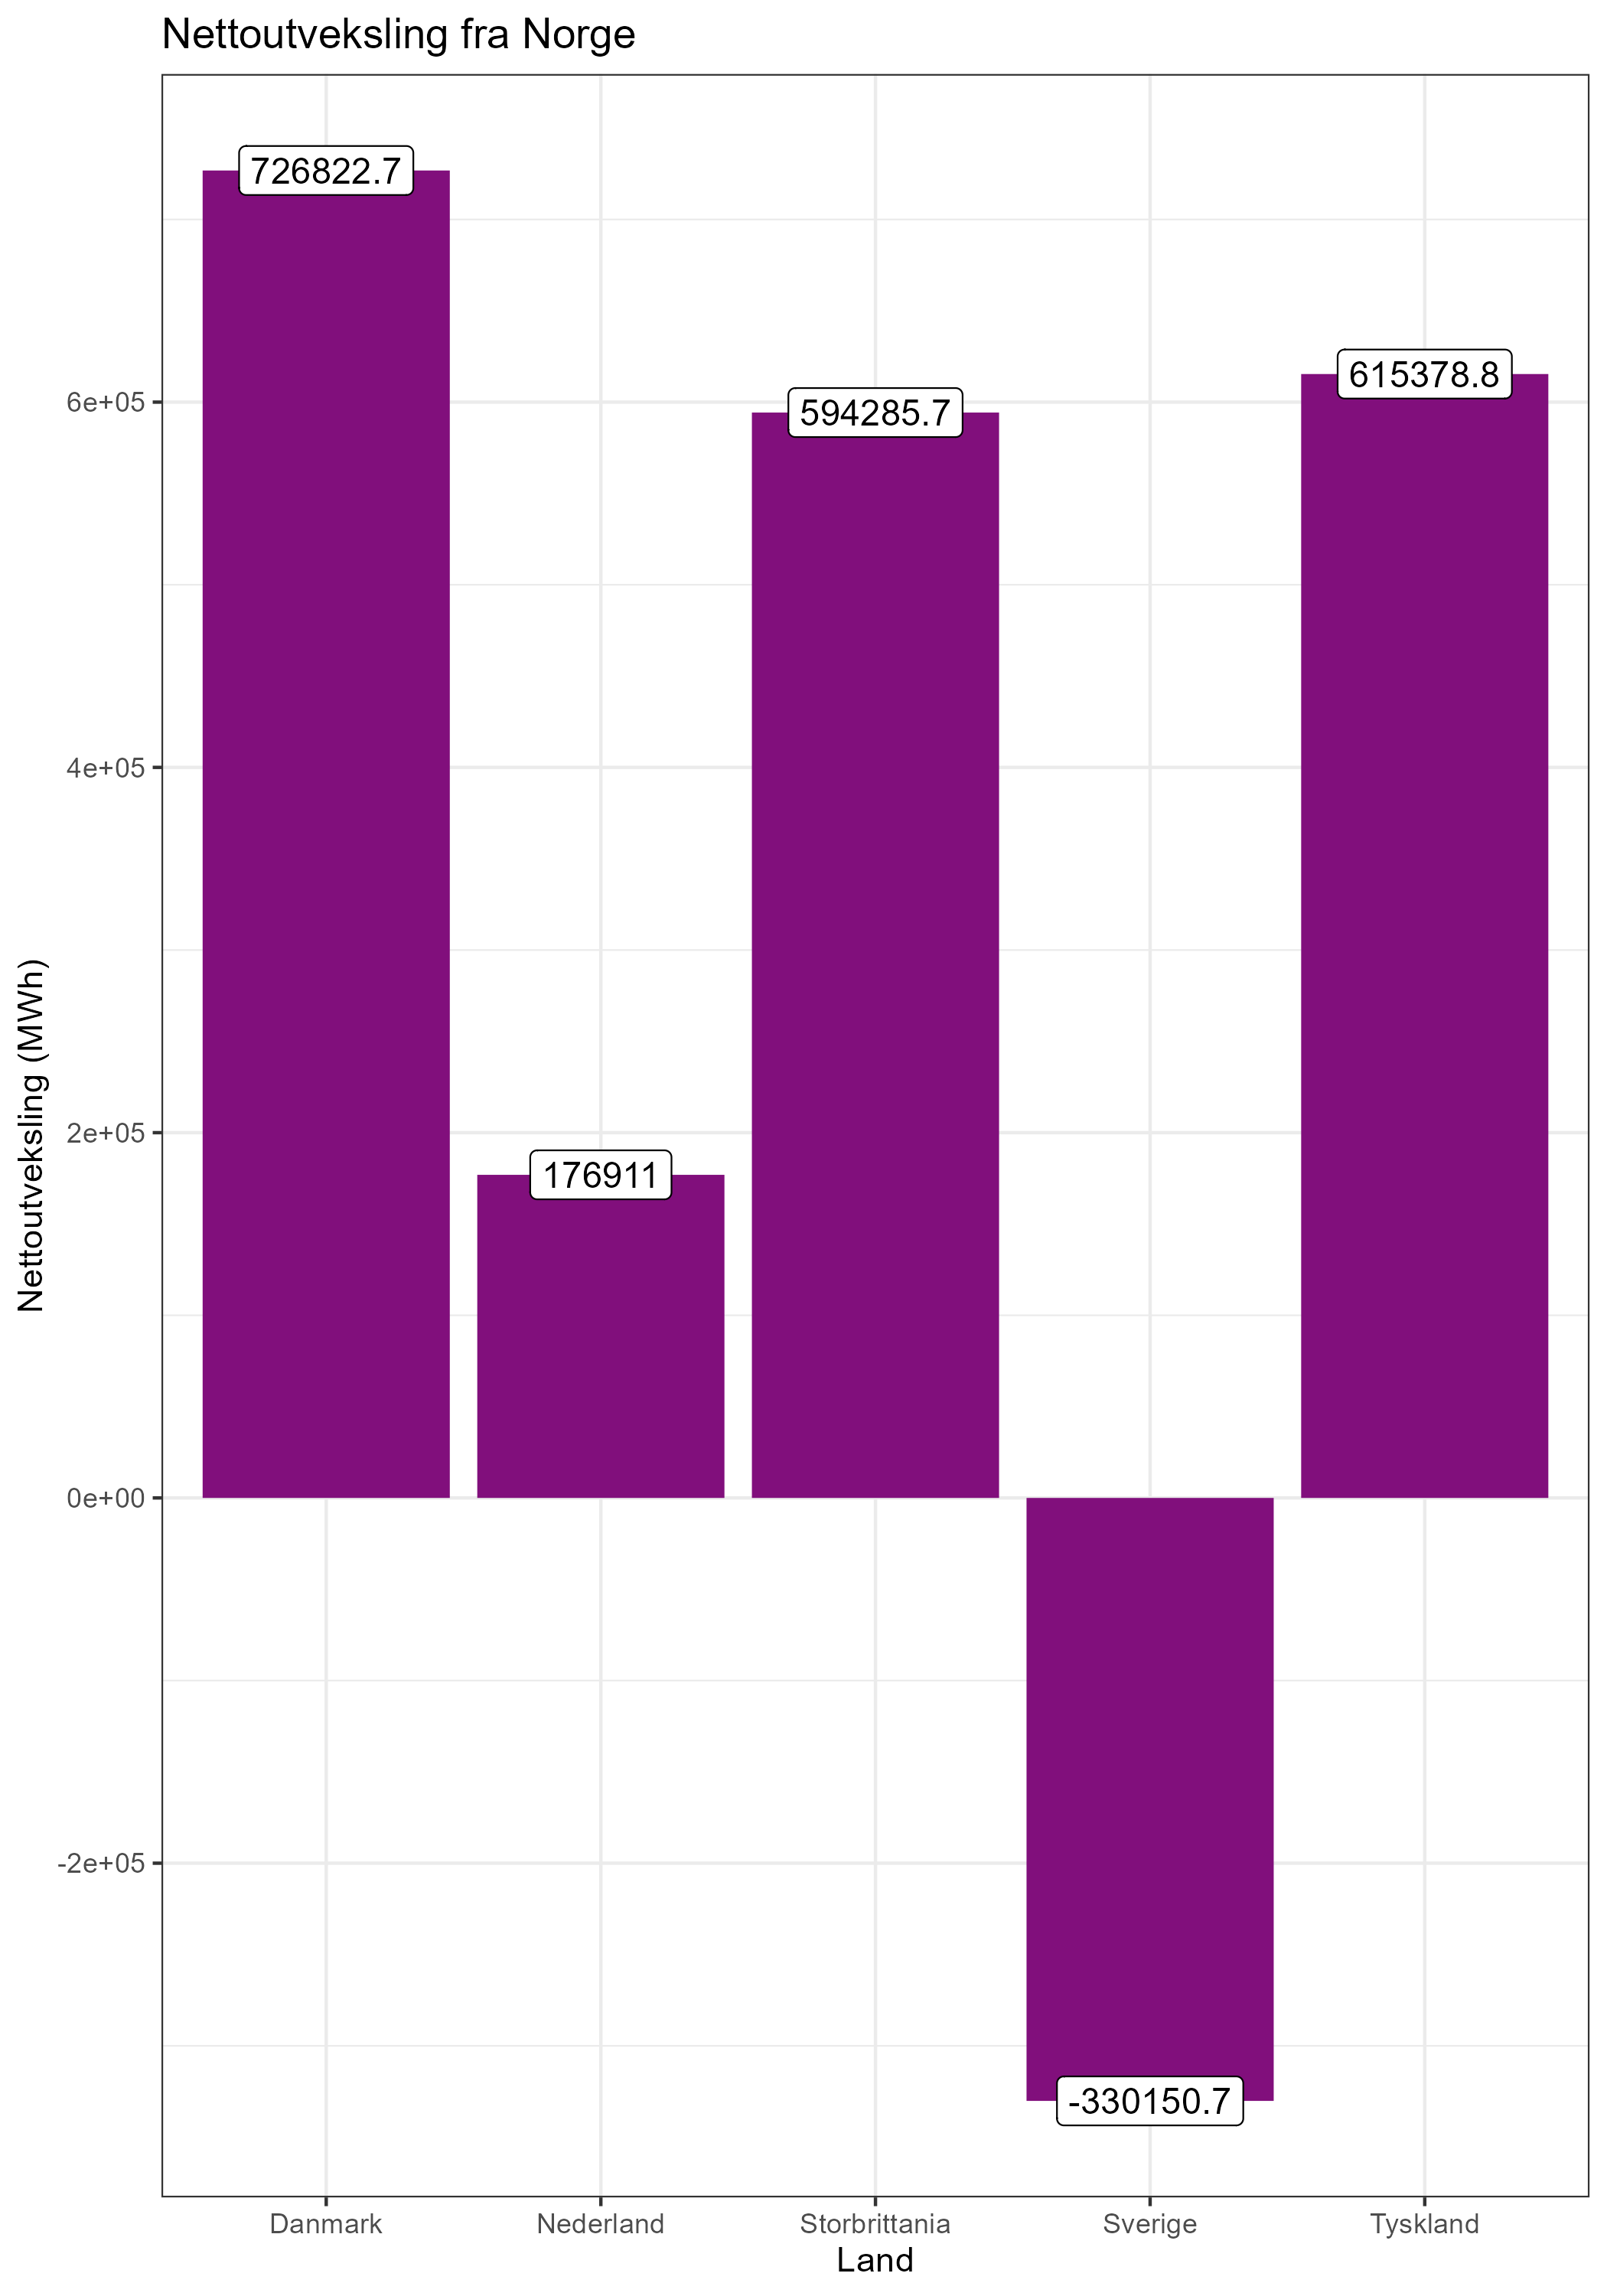 Nettoutveksling fra Norge
726822.7
615378.8
594285.7
6e+05
4e+05
176911
2e+05
0e+00
-2e+05
-330150.7
Nettoutveksling (MWh)
Danmark Nederland Storbrittania Sverige Tyskland
Land